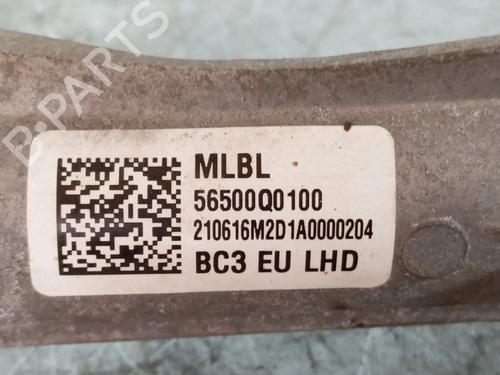 B-PARTS
MLBL
56500Q0100
210616M2D1A0000204
BC3 EU LHD